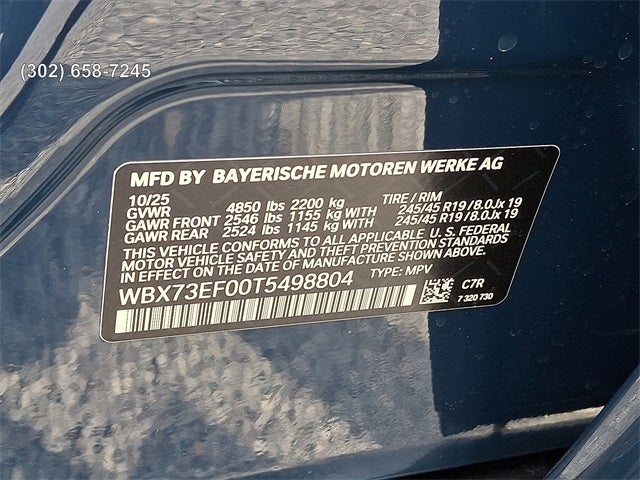 (302) 658-7245
MFD BY BAYERISCHE MOTOREN WERKE AG
10/25
GVWR 4850 lbs 2200 kg TIRE / RIM
GAWR FRONT 2546 lbs 1155 kg WITH 245/45 R19 / 8.0Jx 19
GAWR REAR 2524 lbs 1145 kg WITH 245/45 R19 / 8.0Jx 19
THIS VEHICLE CONFORMS TO ALL APPLICABLE U.S. FEDERAL
MOTOR VEHICLE SAFETY AND THEFT PREVENTION STANDARDS
IN EFFECT ON THE DATE OF MANUFACTURE SHOWN ABOVE.
WBX73EF00T5498804 TYPE: MPV
C7R
7 320 730